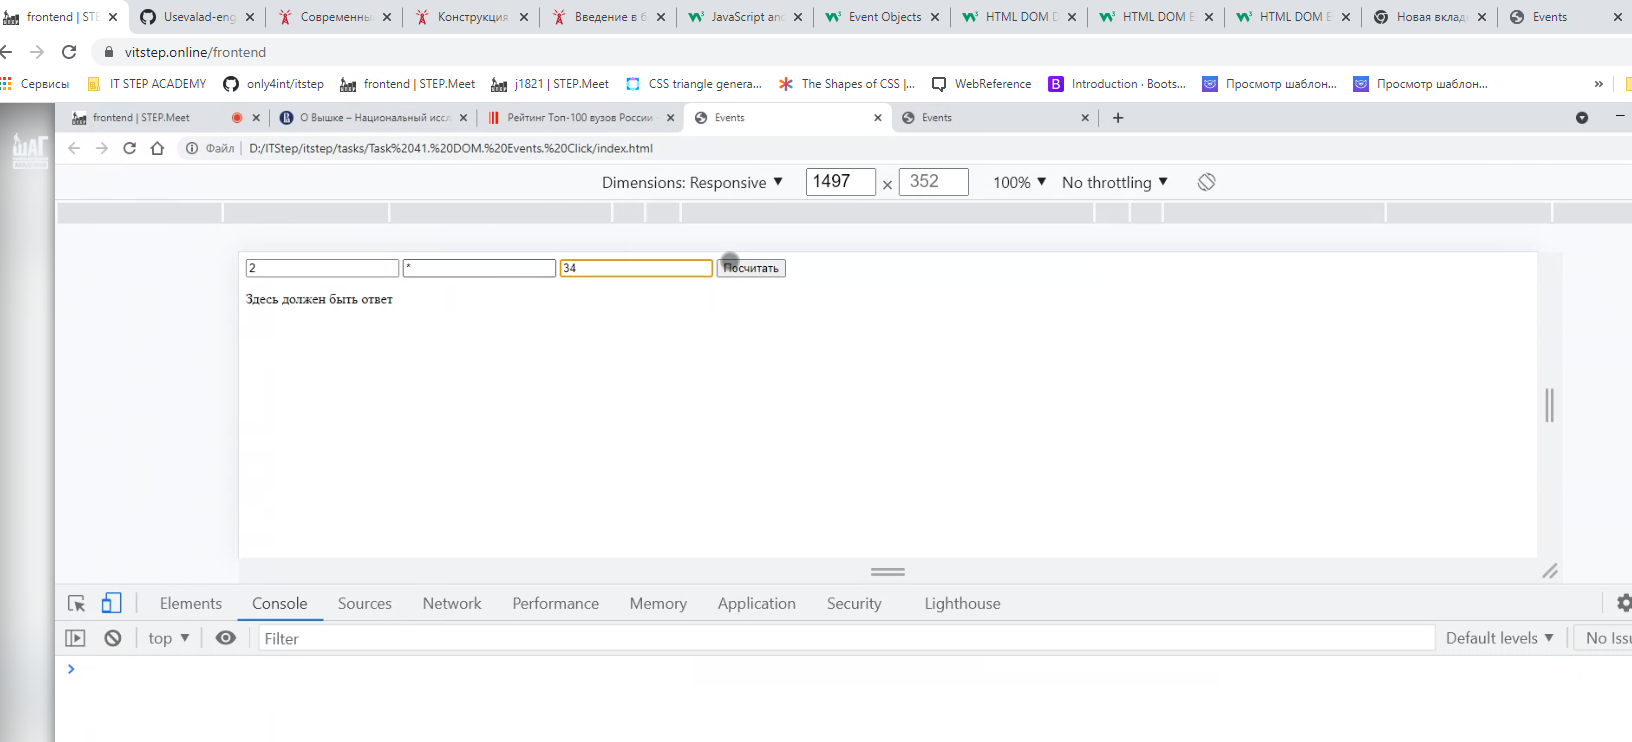 frontend | STE
Usevalad-eng
Современны
Конструкция
Введение в б
JavaScript an
Event Objects
HTML DOM D
HTML DOM E
HTML DOM E
Новая вклад
Events
vitstep.online/frontend
Сервисы
IT STEP ACADEMY
only4int/itstep
frontend | STEP.Meet
j1821 | STEP.Meet
CSS triangle genera...
The Shapes of CSS |...
WebReference
Introduction · Boots...
Просмотр шаблон...
Просмотр шаблон...
»
ШАГ
frontend | STEP.Meet
О Вышке – Национальный иссл
Рейтинг Топ-100 вузов России
Events
Events
Файл | D:/ITStep/itstep/tasks/Task%2041.%20DOM.%20Events.%20Click/index.html
Dimensions: Responsive ▼ 1497 × 352 100% ▼ No throttling ▼
2 * 34 Посчитать
Здесь должен быть ответ
Elements Console Sources Network Performance Memory Application Security Lighthouse
top ▼ Filter Default levels ▼ No Issu